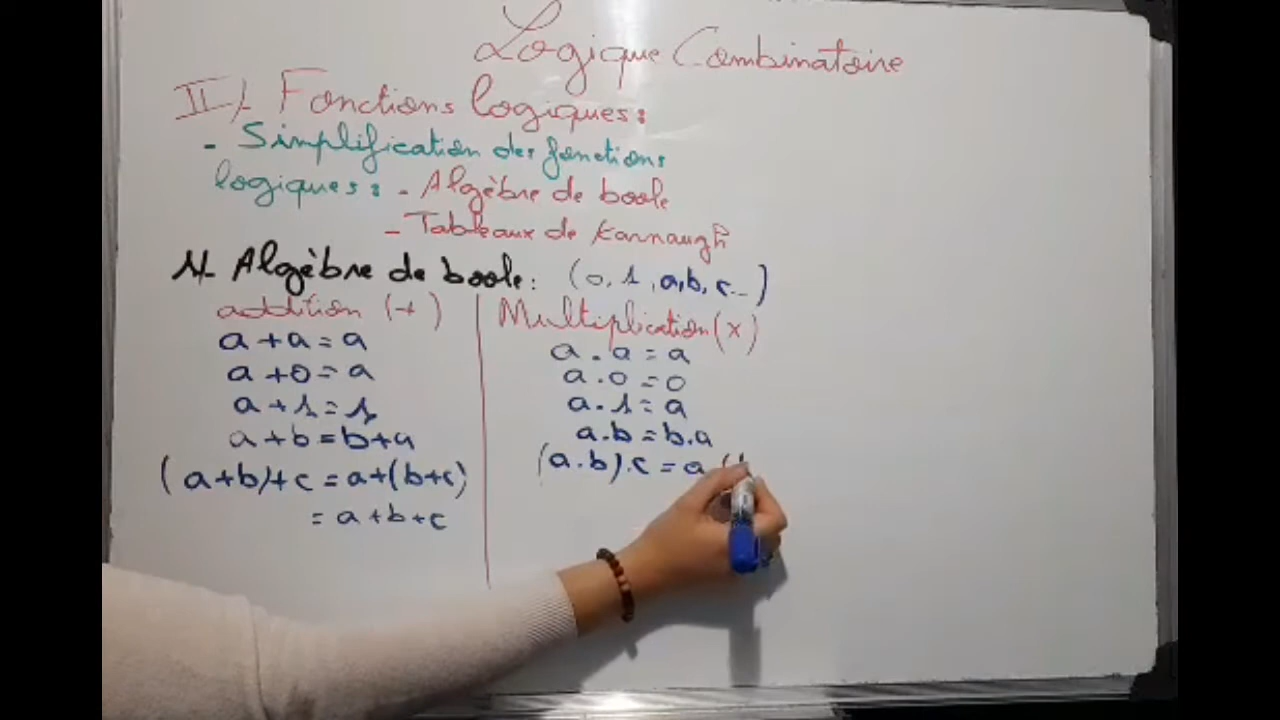 Logique Combinatoire
II/ Fonctions logiques:
- Simplification des fonctions
logiques: - Algèbre de boole
- Tableaux de Karnaugh
1/ Algèbre de boole: (0, 1, a, b, c...)
addition (+)
a + a = a
a + 0 = a
a + 1 = 1
a + b = b + a
(a+b)+c = a+(b+c)
= a + b + c
Multiplication (x)
a . a = a
a . 0 = 0
a . 1 = a
a . b = b . a
(a . b) . c = a (